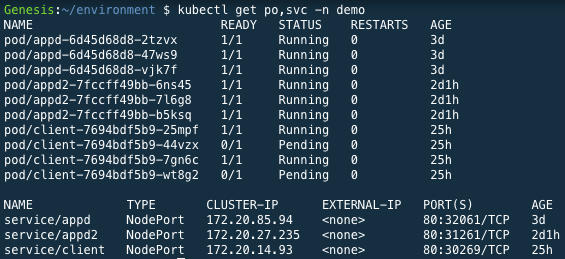 Genesis:~/environment $ kubectl get po,svc -n demo
NAME READY STATUS RESTARTS AGE
pod/appd-6d45d68d8-2tzvx 1/1 Running 0 3d
pod/appd-6d45d68d8-47ws9 1/1 Running 0 3d
pod/appd-6d45d68d8-vjk7f 1/1 Running 0 3d
pod/appd2-7fccff49bb-6ns45 1/1 Running 0 2d1h
pod/appd2-7fccff49bb-7l6g8 1/1 Running 0 2d1h
pod/appd2-7fccff49bb-b5ksq 1/1 Running 0 2d1h
pod/client-7694bdf5b9-25mpf 1/1 Running 0 25h
pod/client-7694bdf5b9-44vzx 0/1 Pending 0 25h
pod/client-7694bdf5b9-7gn6c 1/1 Running 0 25h
pod/client-7694bdf5b9-wt8g2 0/1 Pending 0 25h
NAME TYPE CLUSTER-IP EXTERNAL-IP PORT(S) AGE
service/appd NodePort 172.20.85.94 <none> 80:32061/TCP 3d
service/appd2 NodePort 172.20.27.235 <none> 80:31261/TCP 2d1h
service/client NodePort 172.20.14.93 <none> 80:30269/TCP 25h